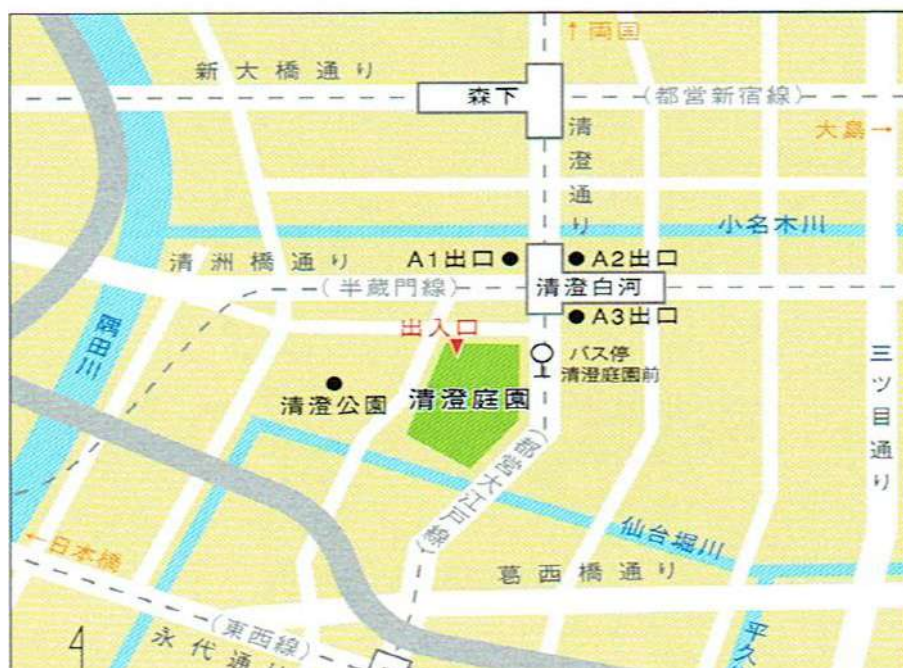 ↑両国
新大橋通り
森下
(都営新宿線)
大島→
清澄通り
小名木川
A1出口
A2出口
清洲橋通り
(半蔵門線)
清澄白河
A3出口
出入口
隅田川
バス停
清澄庭園前
三ツ目通り
清澄公園
清澄庭園
(都営大江戸線)
仙台堀川
←日本橋
葛西橋通り
(東西線)
永代通り
平久
4